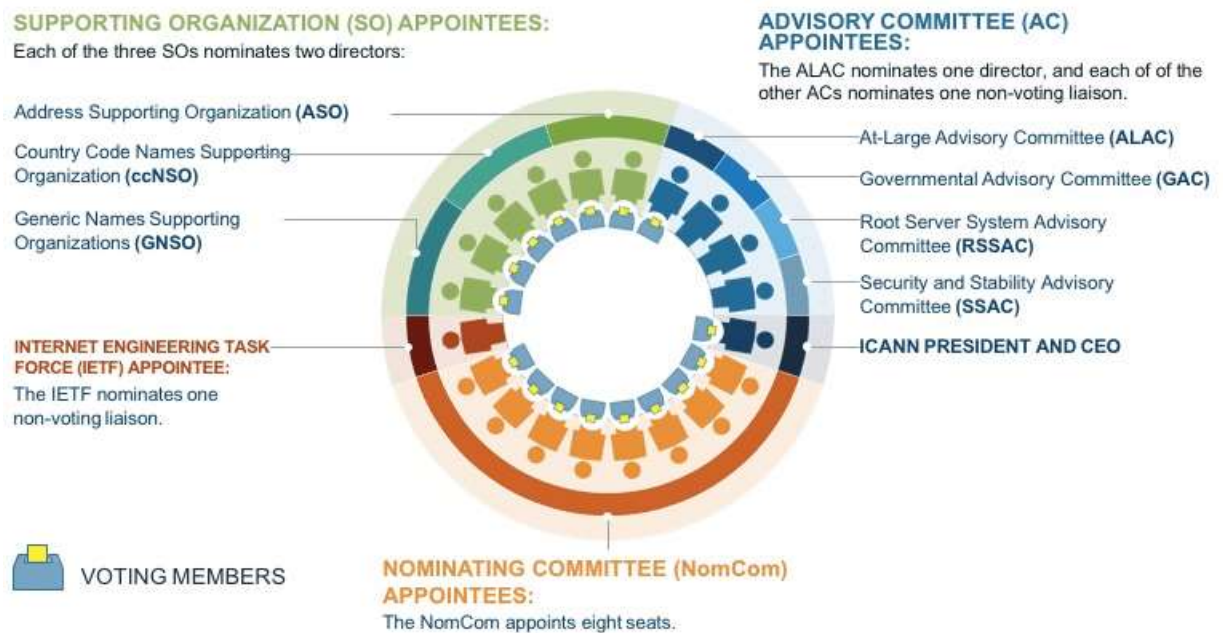 SUPPORTING ORGANIZATION (SO) APPOINTEES:
Each of the three SOs nominates two directors:
Address Supporting Organization (ASO)
Country Code Names Supporting
Organization (ccNSO)
Generic Names Supporting
Organizations (GNSO)
INTERNET ENGINEERING TASK
FORCE (IETF) APPOINTEE:
The IETF nominates one
non-voting liaison.
ADVISORY COMMITTEE (AC)
APPOINTEES:
The ALAC nominates one director, and each of of the
other ACs nominates one non-voting liaison.
At-Large Advisory Committee (ALAC)
Governmental Advisory Committee (GAC)
Root Server System Advisory
Committee (RSSAC)
Security and Stability Advisory
Committee (SSAC)
ICANN PRESIDENT AND CEO
VOTING MEMBERS
NOMINATING COMMITTEE (NomCom)
APPOINTEES:
The NomCom appoints eight seats.